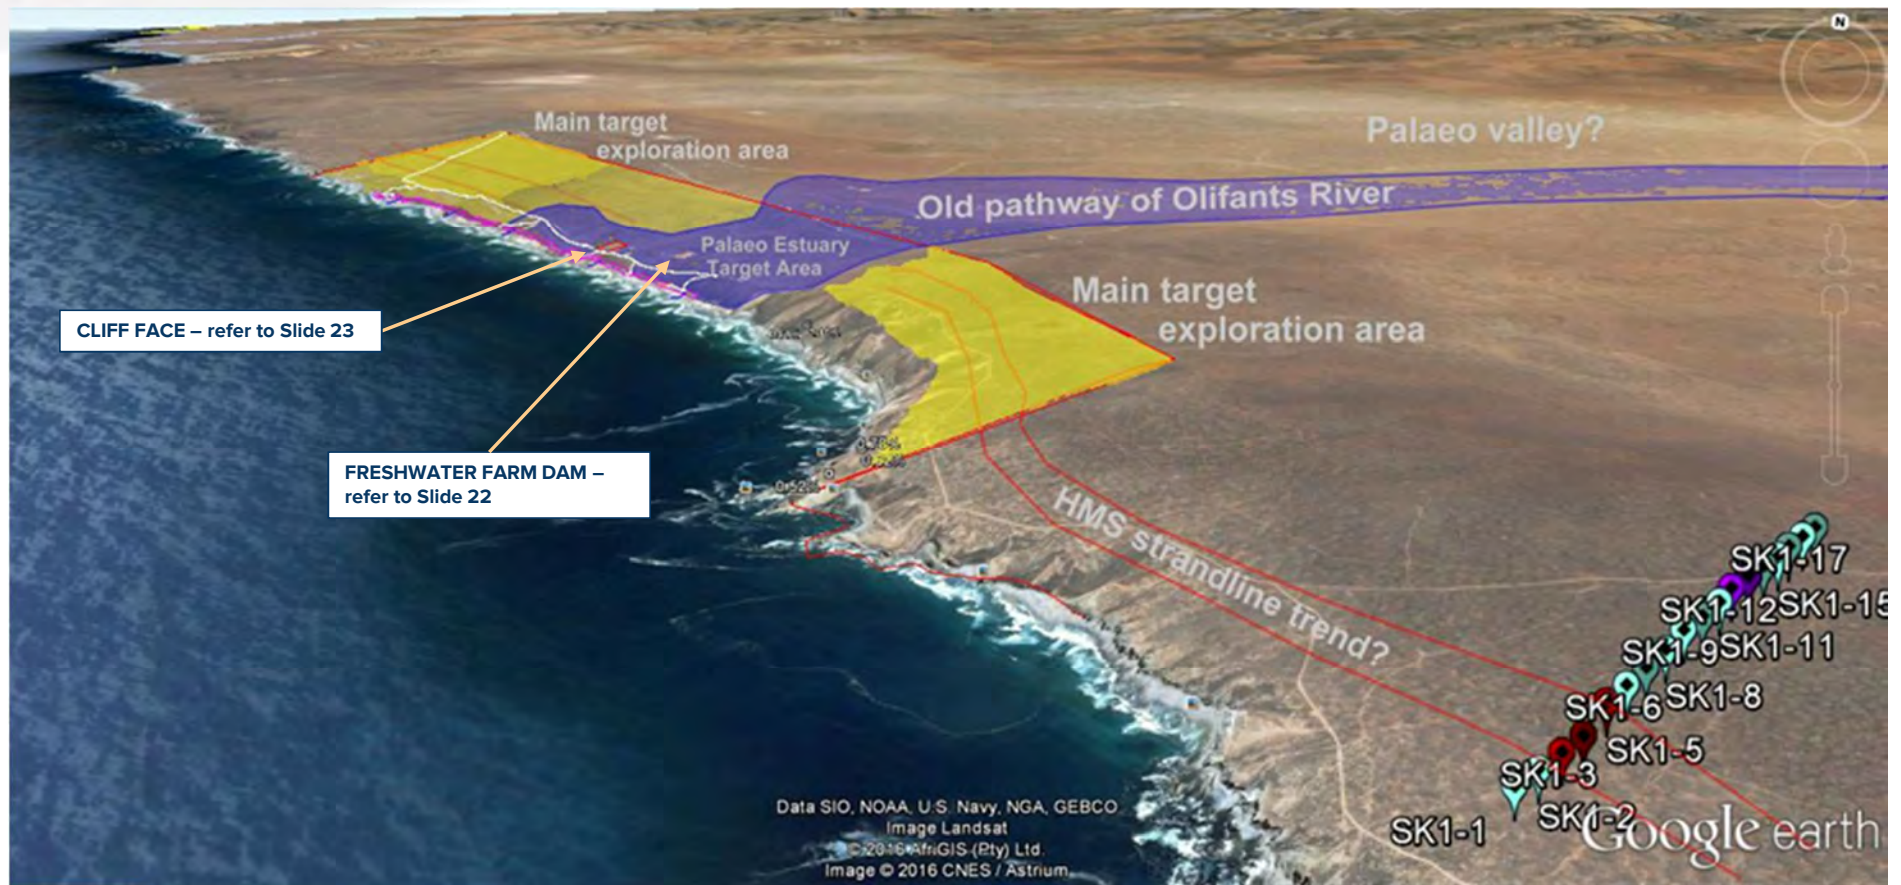 N
Main target
exploration area
Palaeo valley?
Old pathway of Olifants River
Palaeo Estuary
Target Area
Main target
exploration area
CLIFF FACE – refer to Slide 23
FRESHWATER FARM DAM –
refer to Slide 22
HMS strandline trend?
SK1-17
SK1-12
SK1-15
SK1-9
SK1-11
SK1-6
SK1-8
SK1-5
SK1-3
SK1-2
SK1-1
Data SIO, NOAA, U.S. Navy, NGA, GEBCO
Image Landsat
© 2016 AfriGIS (Pty) Ltd.
Image © 2016 CNES / Astrium
Google earth